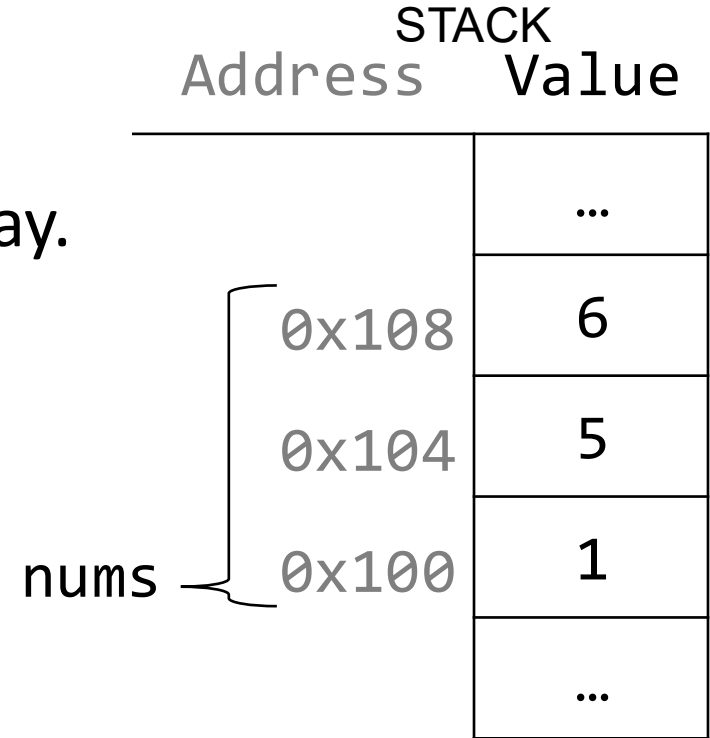 STACK
Address Value
…
ay.
0x108 6
0x104 5
nums 0x100 1
…